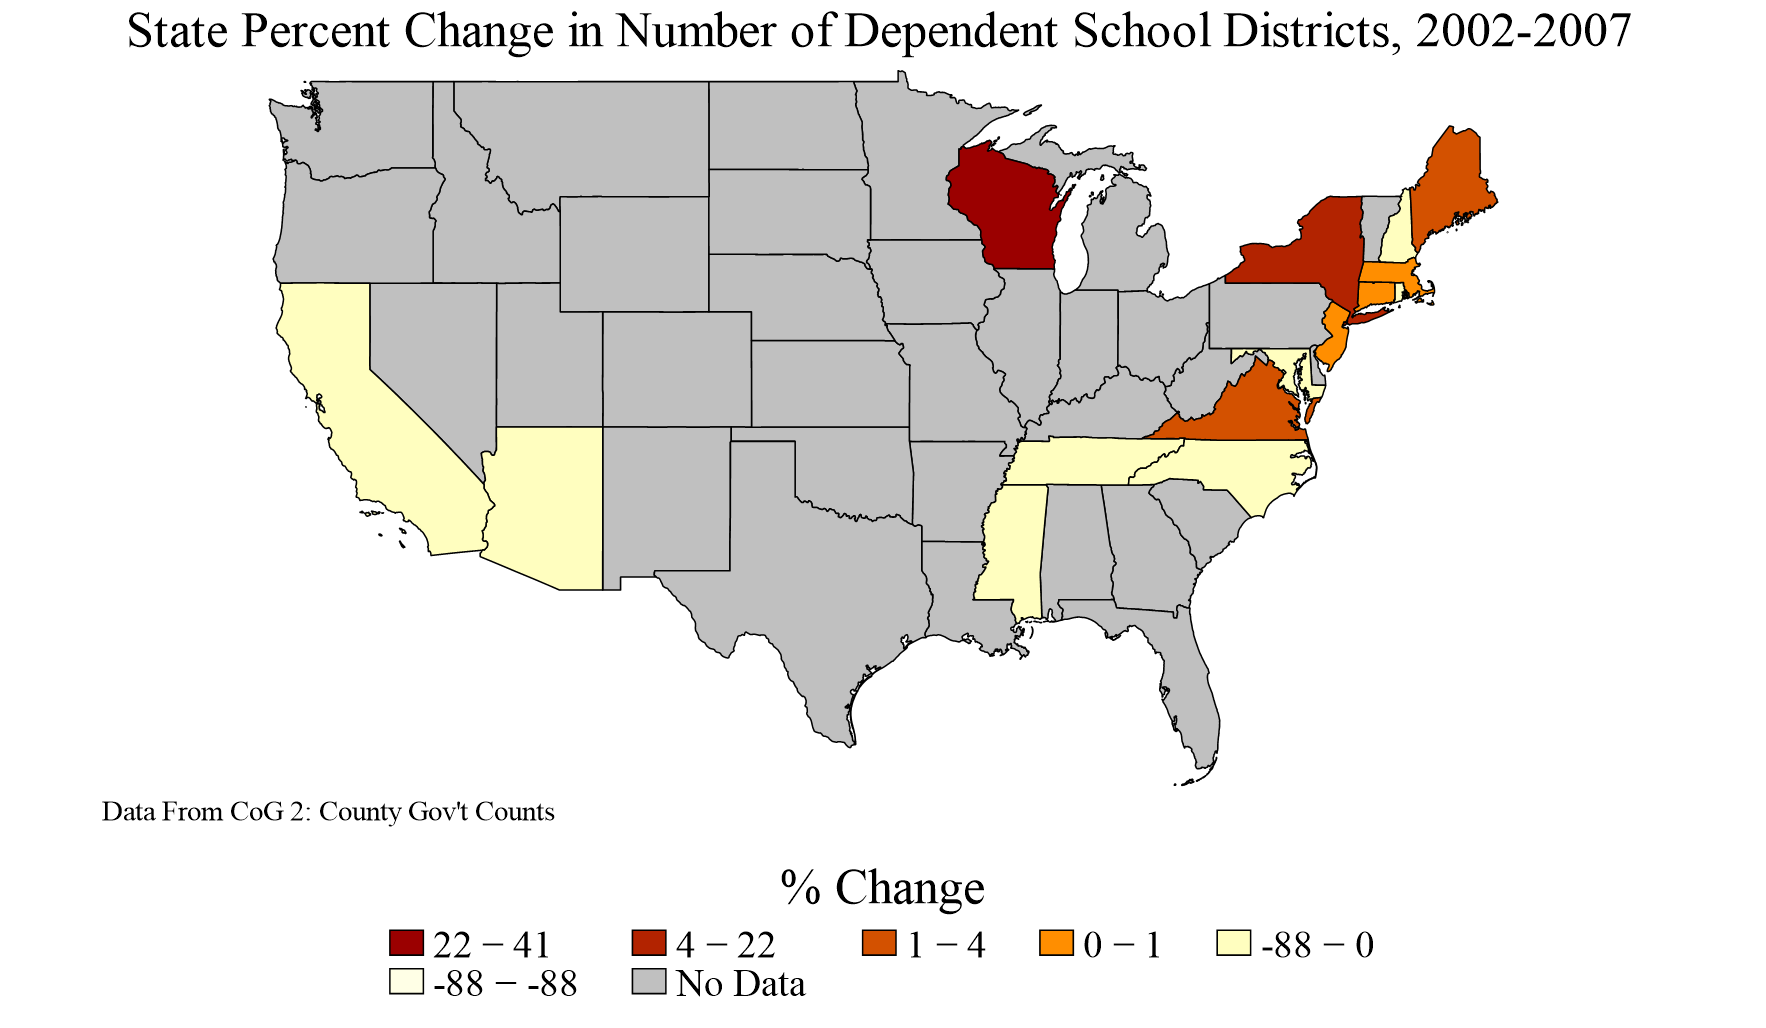 State Percent Change in Number of Dependent School Districts, 2002-2007
Data From CoG 2: County Gov't Counts
% Change
22 – 41 4 – 22 1 – 4 0 – 1 -88 – 0
-88 – -88 No Data